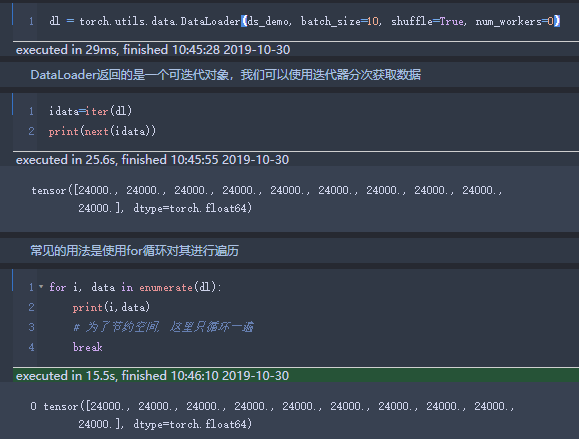 1 dl = torch.utils.data.DataLoader(ds_demo, batch_size=10, shuffle=True, num_workers=0)
executed in 29ms, finished 10:45:28 2019-10-30
DataLoader返回的是一个可迭代对象，我们可以使用迭代器分次获取数据
1 idata=iter(dl)
2 print(next(idata))
executed in 25.6s, finished 10:45:55 2019-10-30
tensor([24000., 24000., 24000., 24000., 24000., 24000., 24000., 24000., 24000.,
24000.], dtype=torch.float64)
常见的用法是使用for循环对其进行遍历
1 for i, data in enumerate(dl):
2 print(i,data)
3 # 为了节约空间, 这里只循环一遍
4 break
executed in 15.5s, finished 10:46:10 2019-10-30
0 tensor([24000., 24000., 24000., 24000., 24000., 24000., 24000., 24000., 24000.,
24000.], dtype=torch.float64)